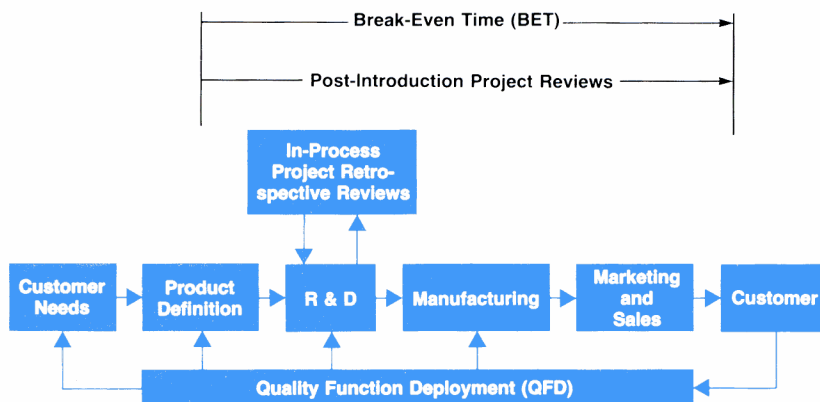 Break-Even Time (BET)
Post-Introduction Project Reviews
In-Process
Project Retro-
spective Reviews
Customer
Needs
Product
Definition
R & D
Manufacturing
Marketing
and
Sales
Customer
Quality Function Deployment (QFD)